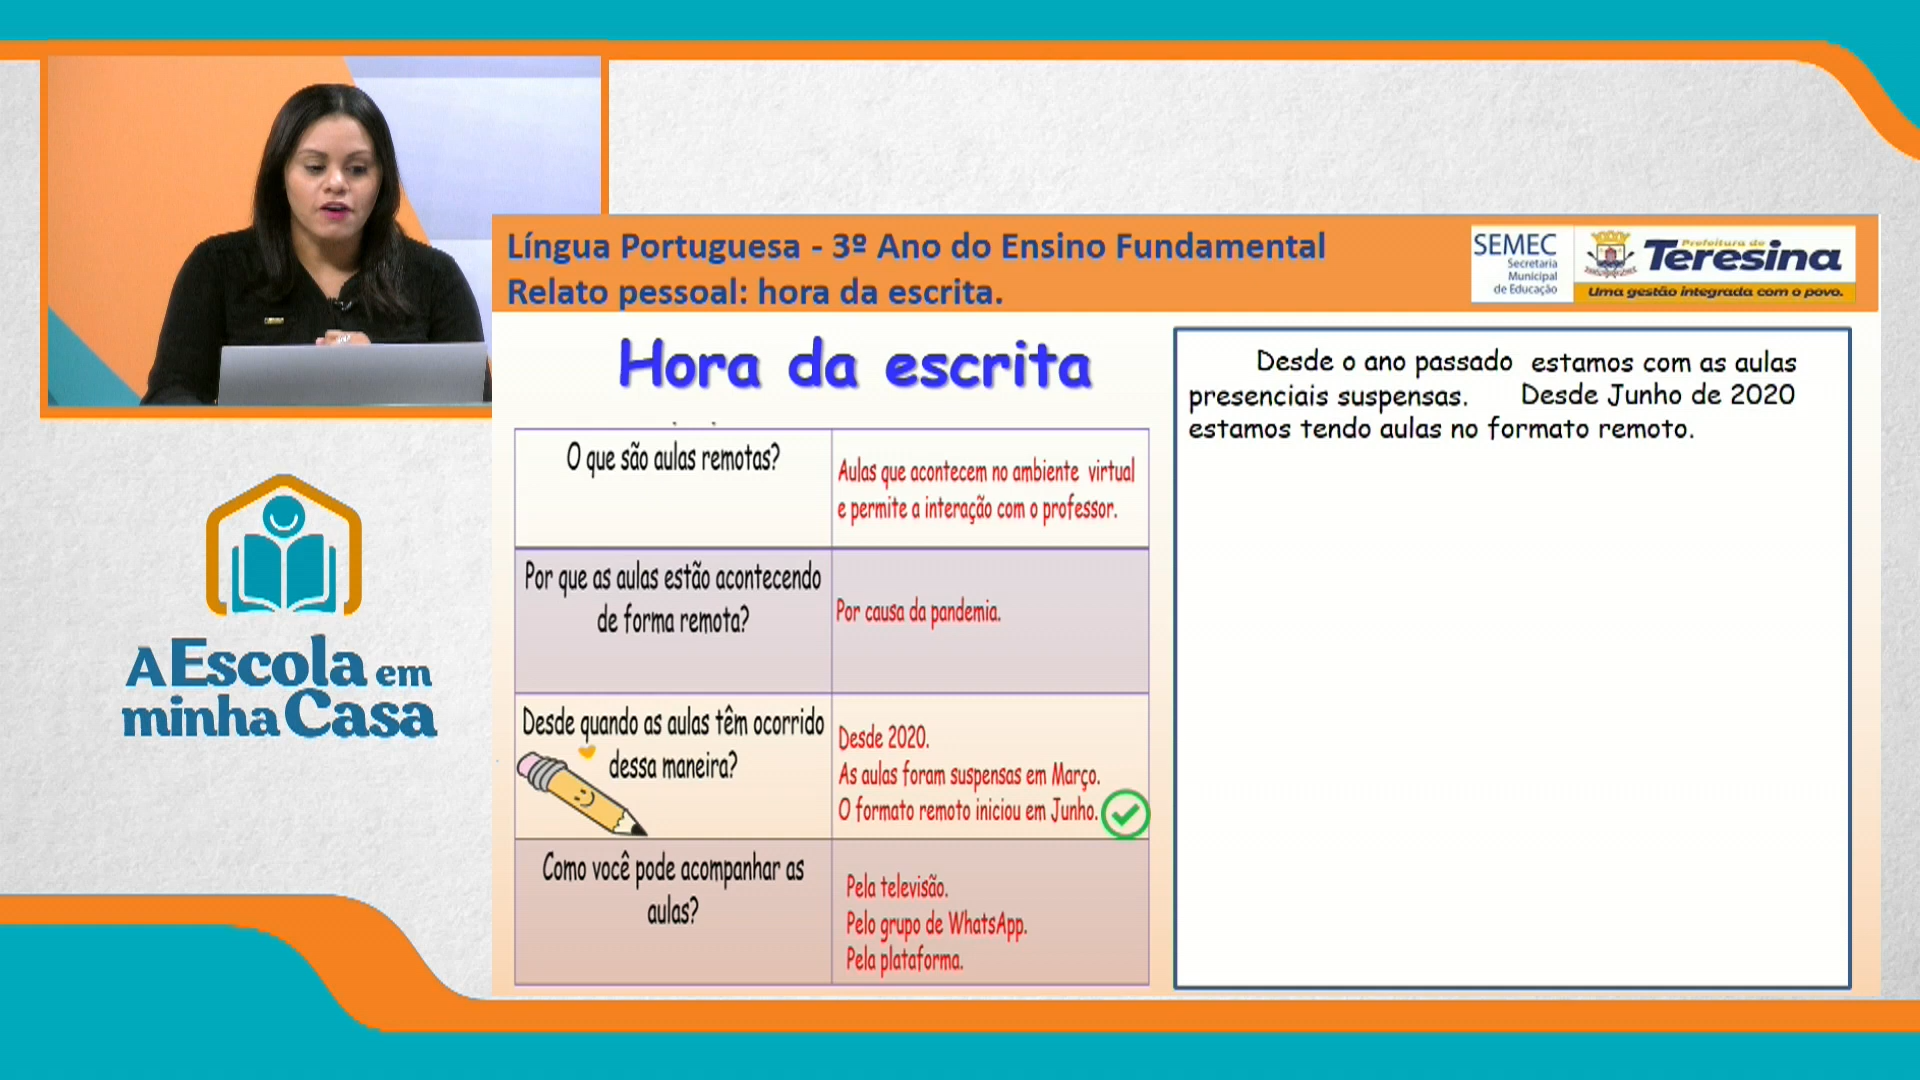 Língua Portuguesa - 3º Ano do Ensino Fundamental
Relato pessoal: hora da escrita.
SEMEC
Secretaria
Municipal
de Educação
Prefeitura de
Teresina
Uma gestão integrada com o povo.
Hora da escrita
O que são aulas remotas?
Aulas que acontecem no ambiente virtual
e permite a interação com o professor.
Por que as aulas estão acontecendo
de forma remota?
Por causa da pandemia.
Desde quando as aulas têm ocorrido
dessa maneira?
Desde 2020.
As aulas foram suspensas em Março.
O formato remoto iniciou em Junho.
Como você pode acompanhar as
aulas?
Pela televisão.
Pelo grupo de WhatsApp.
Pela plataforma.
Desde o ano passado estamos com as aulas
presenciais suspensas. Desde Junho de 2020
estamos tendo aulas no formato remoto.
A Escola em
minha Casa